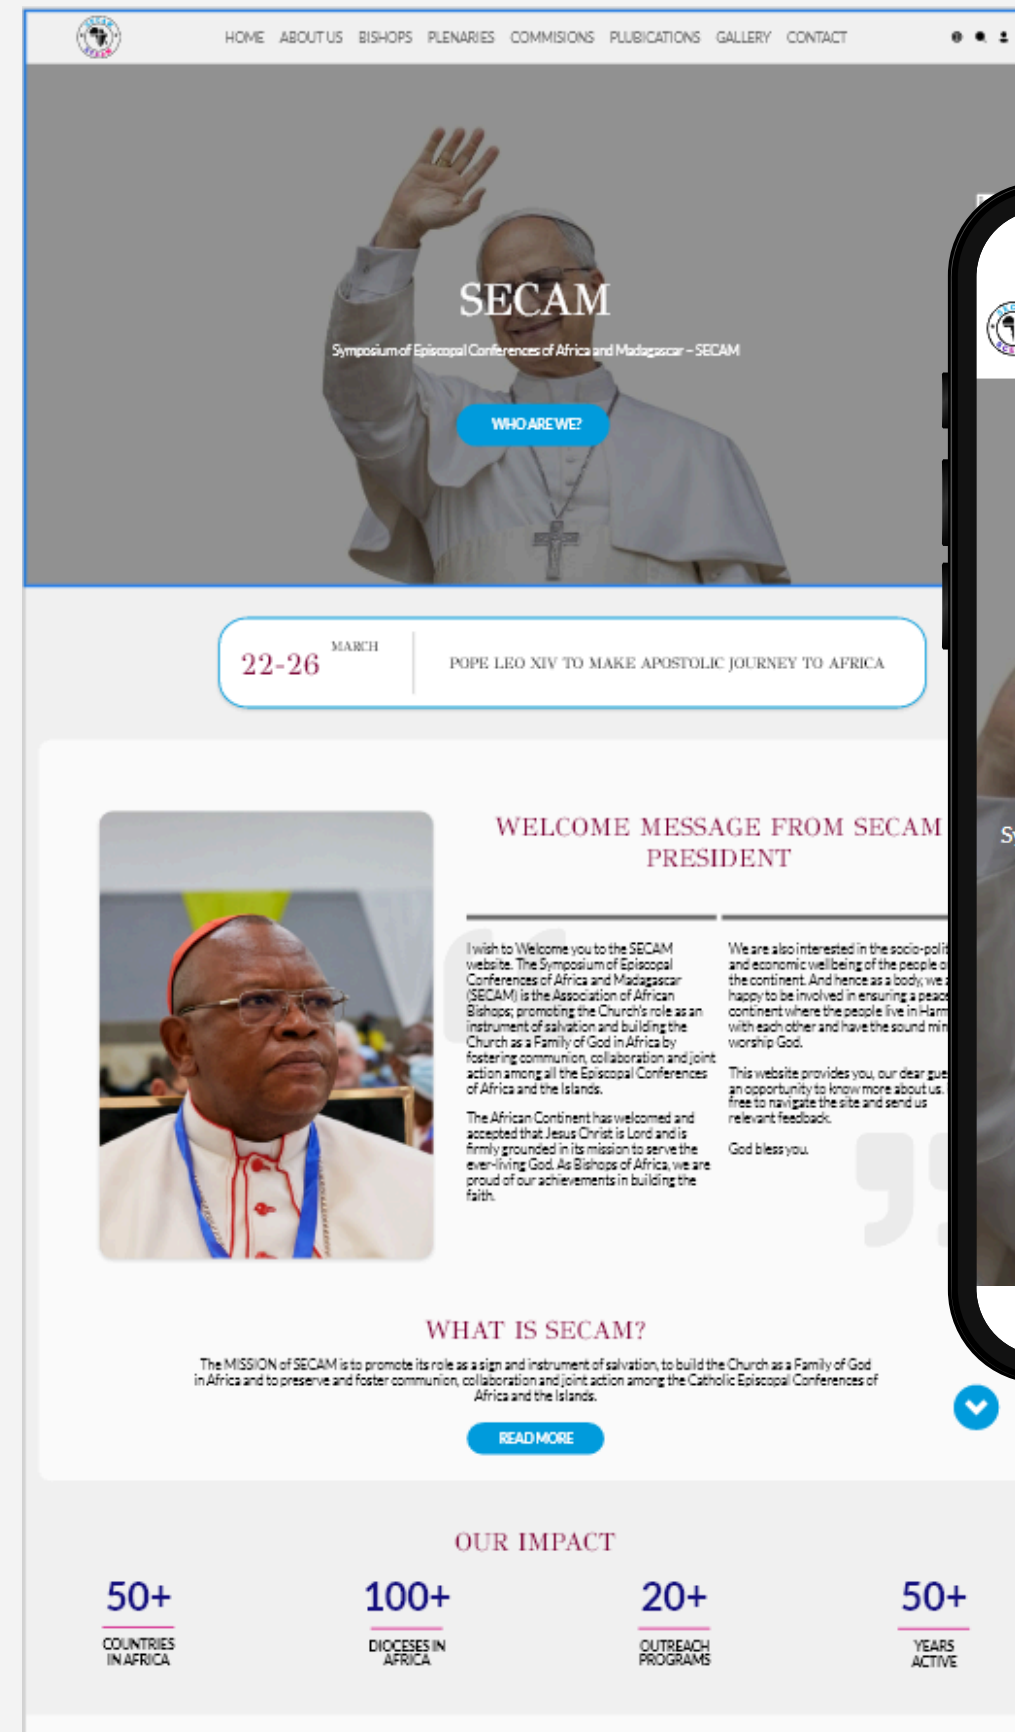 SECAM
HOME ABOUT US BISHOPS PLENARIES COMMISIONS PLUBICATIONS GALLERY CONTACT
SECAM
Symposium of Episcopal Conferences of Africa and Madagascar – SECAM
WHO ARE WE?
22-26 MARCH
POPE LEO XIV TO MAKE APOSTOLIC JOURNEY TO AFRICA
WELCOME MESSAGE FROM SECAM
PRESIDENT
I wish to Welcome you to the SECAM
website. The Symposium of Episcopal
Conferences of Africa and Madagascar
(SECAM) is the Association of African
Bishops; promoting the Church's role as an
instrument of salvation and building the
Church as a Family of God in Africa by
fostering communion, collaboration and joint
action among all the Episcopal Conferences
of Africa and the Islands.
The African Continent has welcomed and
accepted that Jesus Christ is Lord and is
firmly grounded in its mission to serve the
ever-living God. As Bishops of Africa, we are
proud of our achievements in building the
faith.
We are also interested in the socio-polit
and economic wellbeing of the people o
the continent. And hence as a body, we a
happy to be involved in ensuring a peace
continent where the people live in Harm
with each other and have the sound min
worship God.
This website provides you, our dear gue
an opportunity to know more about us.
free to navigate the site and send us
relevant feedback.
God bless you.
Sy
WHAT IS SECAM?
The MISSION of SECAM is to promote its role as a sign and instrument of salvation, to build the Church as a Family of God
in Africa and to preserve and foster communion, collaboration and joint action among the Catholic Episcopal Conferences of
Africa and the Islands.
READ MORE
OUR IMPACT
50+
COUNTRIES
IN AFRICA
100+
DIOCESES IN
AFRICA
20+
OUTREACH
PROGRAMS
50+
YEARS
ACTIVE